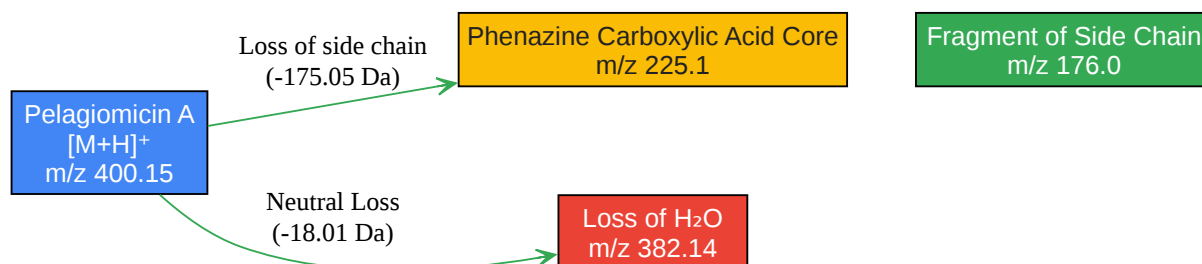 Loss of side chain
(-175.05 Da)
Phenazine Carboxylic Acid Core
m/z 225.1
Fragment of Side Chain
m/z 176.0
Pelagiomicin A
[M+H]⁺
m/z 400.15
Neutral Loss
(-18.01 Da)
Loss of H₂O
m/z 382.14